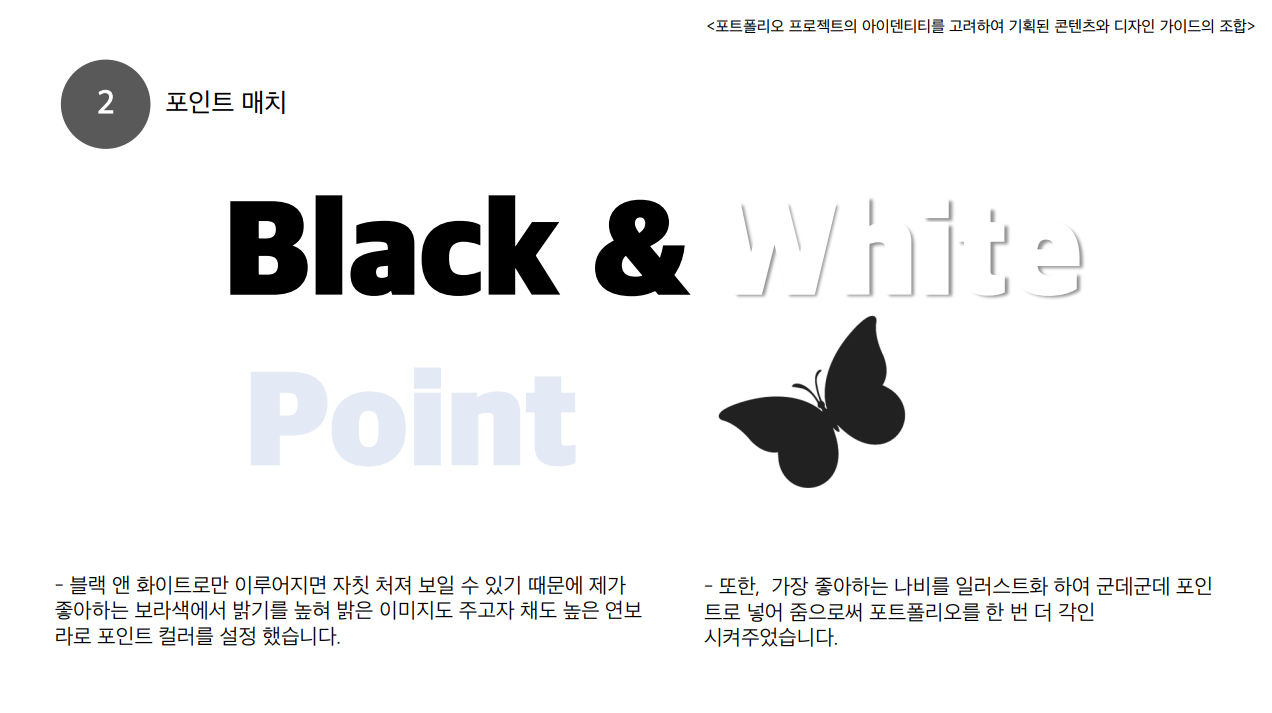 <포트폴리오 프로젝트의 아이덴티티를 고려하여 기획된 콘텐츠와 디자인 가이드의 조합>
2 포인트 매치
Black & White
Point
- 블랙 앤 화이트로만 이루어지면 자칫 처져 보일 수 있기 때문에 제가
좋아하는 보라색에서 밝기를 높혀 밝은 이미지도 주고자 채도 높은 연보
라로 포인트 컬러를 설정 했습니다.
- 또한, 가장 좋아하는 나비를 일러스트화 하여 군데군데 포인
트로 넣어 줌으로써 포트폴리오를 한 번 더 각인
시켜주었습니다.